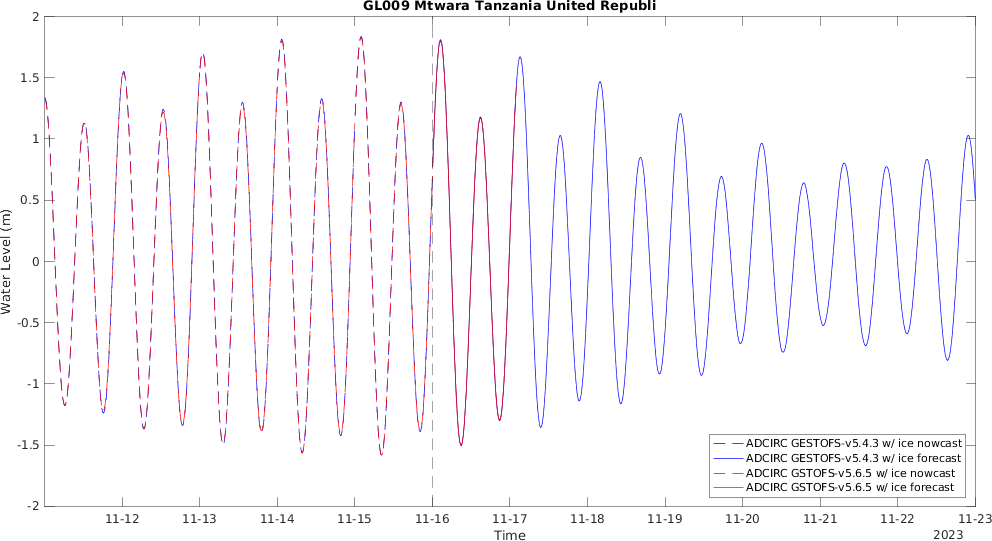 GL009 Mtwara Tanzania United Republi
2
1.5
1
0.5
0
-0.5
-1
-1.5
-2
Water Level (m)
ADCIRC GESTOFS-v5.4.3 w/ ice nowcast
ADCIRC GESTOFS-v5.4.3 w/ ice forecast
ADCIRC GSTOFS-v5.6.5 w/ ice nowcast
ADCIRC GSTOFS-v5.6.5 w/ ice forecast
11-12 11-13 11-14 11-15 11-16 11-17 11-18 11-19 11-20 11-21 11-22 11-23
Time
2023